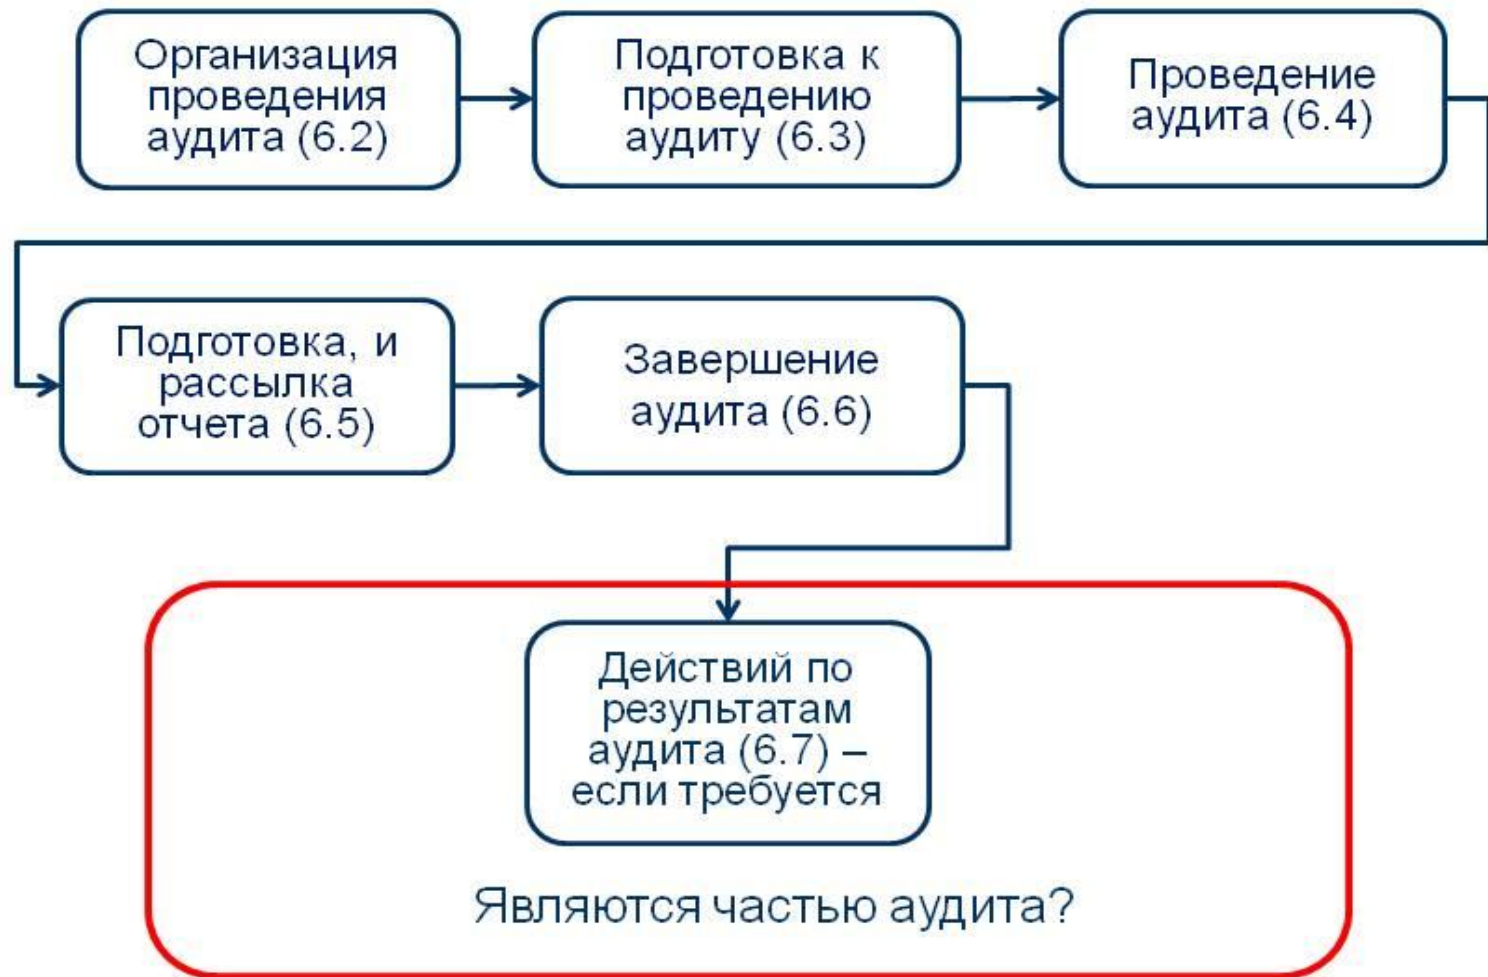 Организация
проведения
аудита (6.2)
Подготовка к
проведению
аудиту (6.3)
Проведение
аудита (6.4)
Подготовка, и
рассылка
отчета (6.5)
Завершение
аудита (6.6)
Действий по
результатам
аудита (6.7) –
если требуется
Являются частью аудита?